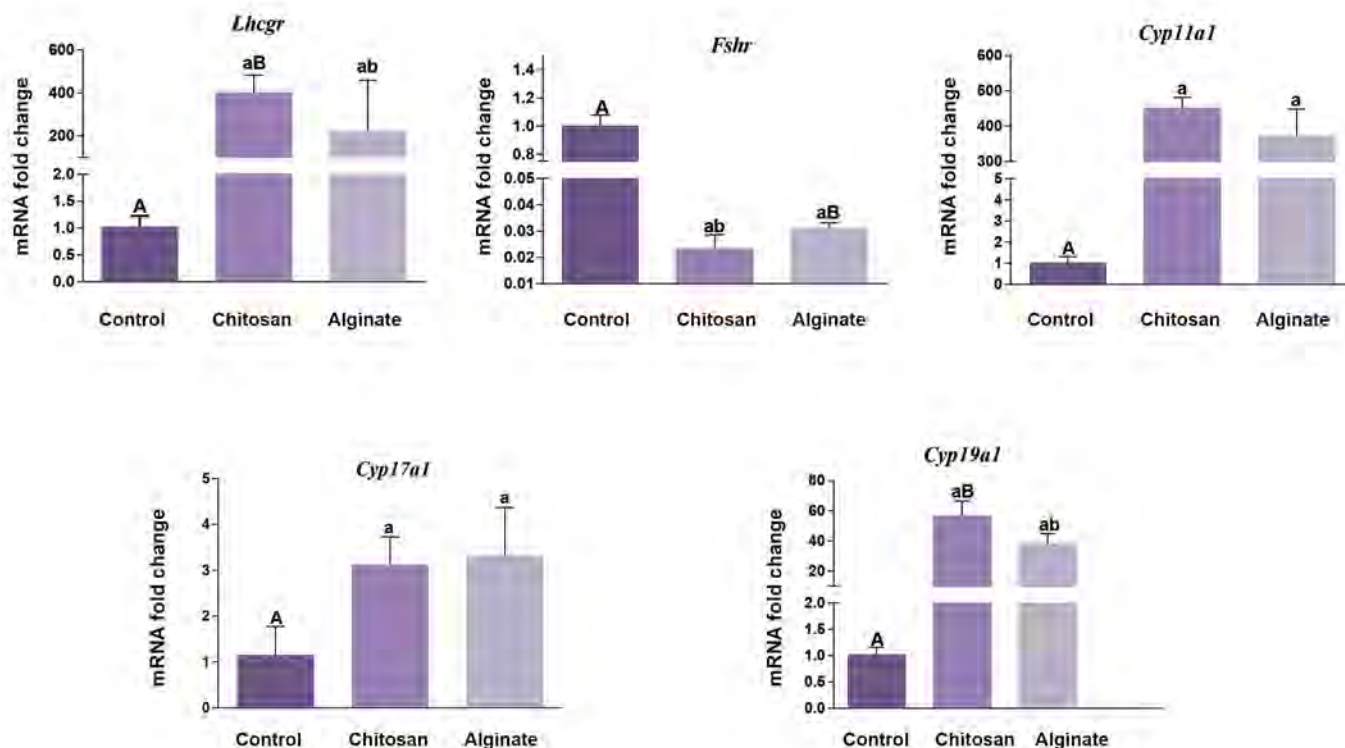 Lhcgr
mRNA fold change
600
400
200
2.0
1.5
1.0
0.5
0.0
A
aB
ab
Control Chitosan Alginate
Fshr
mRNA fold change
1.4
1.2
1.0
0.8
0.05
0.04
0.03
0.02
0.01
A
ab
aB
Control Chitosan Alginate
Cyp11a1
mRNA fold change
600
500
400
300
5
4
3
2
1
0
A
a
a
Control Chitosan Alginate
Cyp17a1
mRNA fold change
5
4
3
2
1
0
A
a
a
Control Chitosan Alginate
Cyp19a1
mRNA fold change
80
60
40
20
2.0
1.5
1.0
0.5
0.0
A
aB
ab
Control Chitosan Alginate